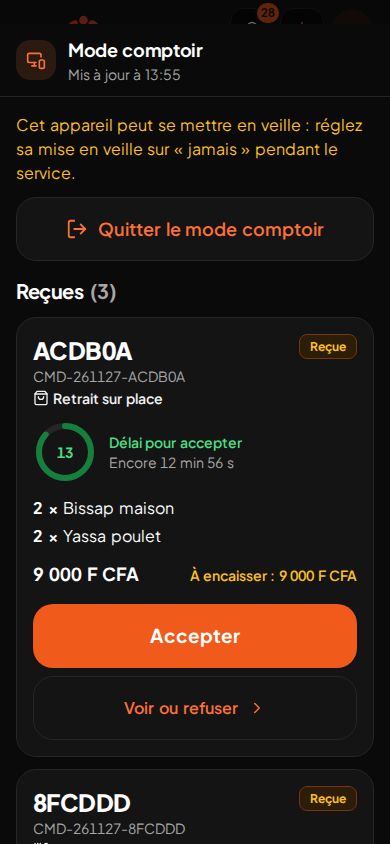 28
Mode comptoir
Mis à jour à 13:55
Cet appareil peut se mettre en veille : réglez
sa mise en veille sur « jamais » pendant le
service.
Quitter le mode comptoir
Reçues (3)
ACDB0A
Reçue
CMD-261127-ACDB0A
Retrait sur place
13
Délai pour accepter
Encore 12 min 56 s
2 × Bissap maison
2 × Yassa poulet
9 000 F CFA
À encaisser : 9 000 F CFA
Accepter
Voir ou refuser
8FCDDD
Reçue
CMD-261127-8FCDDD